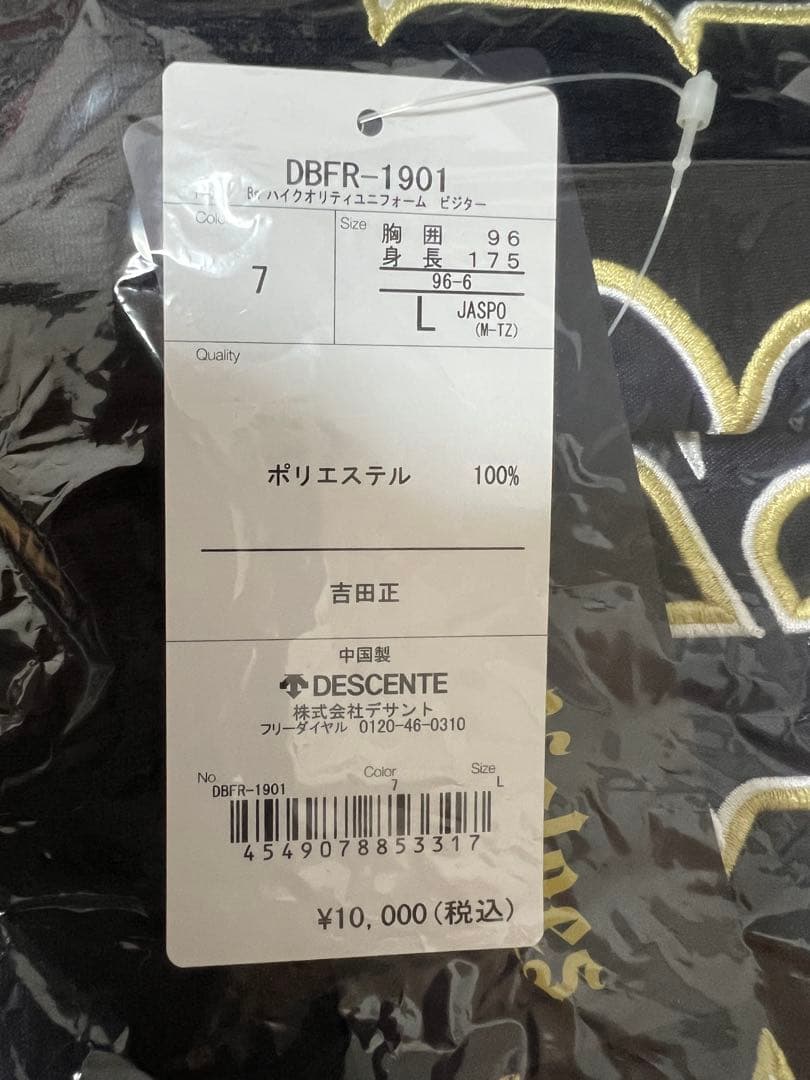 DBFR-1901
Bs ハイクオリティユニフォーム ビジター
Color
7
Size
胸囲 96
身長 175
96-6
L JASPO
(M-TZ)
Quality
ポリエステル 100%
吉田正
中国製
DESCENTE
株式会社デサント
フリーダイヤル 0120-46-0310
No
DBFR-1901
Color
7
Size
L
4549078853317
¥10,000(税込)